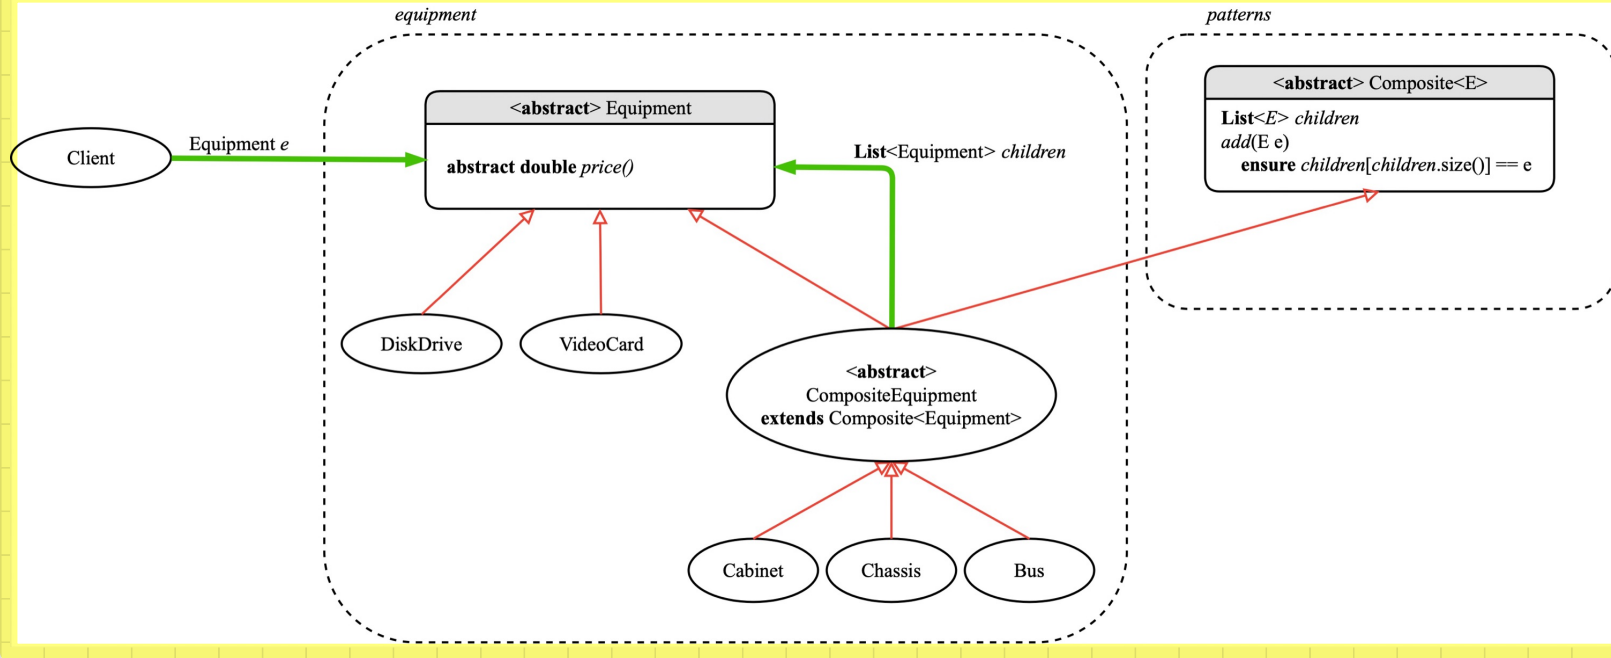 equipment
patterns
<abstract> Equipment
abstract double price()
<abstract> Composite<E>
List<E> children
add(E e)
ensure children[children.size()] == e
Client
Equipment e
List<Equipment> children
DiskDrive
VideoCard
<abstract>
CompositeEquipment
extends Composite<Equipment>
Cabinet
Chassis
Bus